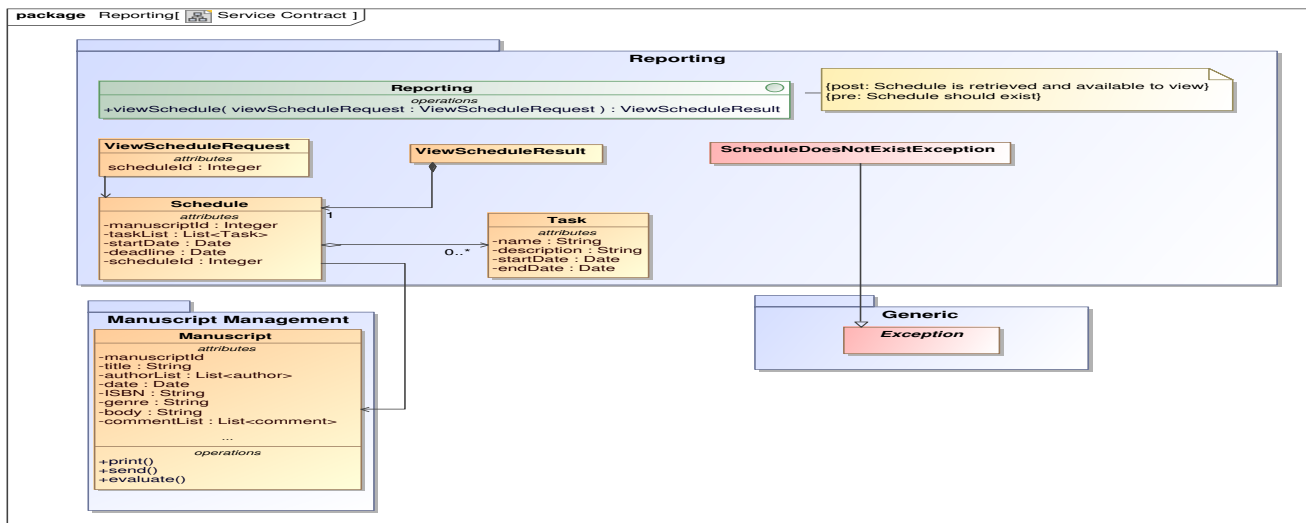 package Reporting[ Service Contract ]
Reporting
Reporting
operations
+viewSchedule( viewScheduleRequest : ViewScheduleRequest ) : ViewScheduleResult
{post: Schedule is retrieved and available to view}
{pre: Schedule should exist}
ViewScheduleRequest
attributes
scheduleId : Integer
ViewScheduleResult
ScheduleDoesNotExistException
Schedule
attributes
-manuscriptId : Integer
-taskList : List<Task>
-startDate : Date
-deadline : Date
-scheduleId : Integer
1
0..*
Task
attributes
-name : String
-description : String
-startDate : Date
-endDate : Date
Manuscript Management
Manuscript
attributes
-manuscriptId
-title : String
-authorList : List<author>
-date : Date
-ISBN : String
-genre : String
-body : String
-commentList : List<comment>
...
operations
+print()
+send()
+evaluate()
Generic
Exception